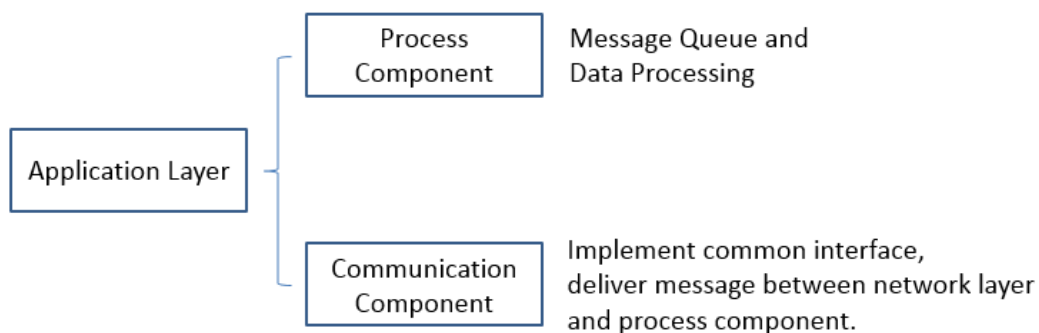 Process
Component
Message Queue and
Data Processing
Application Layer
Communication
Component
Implement common interface,
deliver message between network layer
and process component.